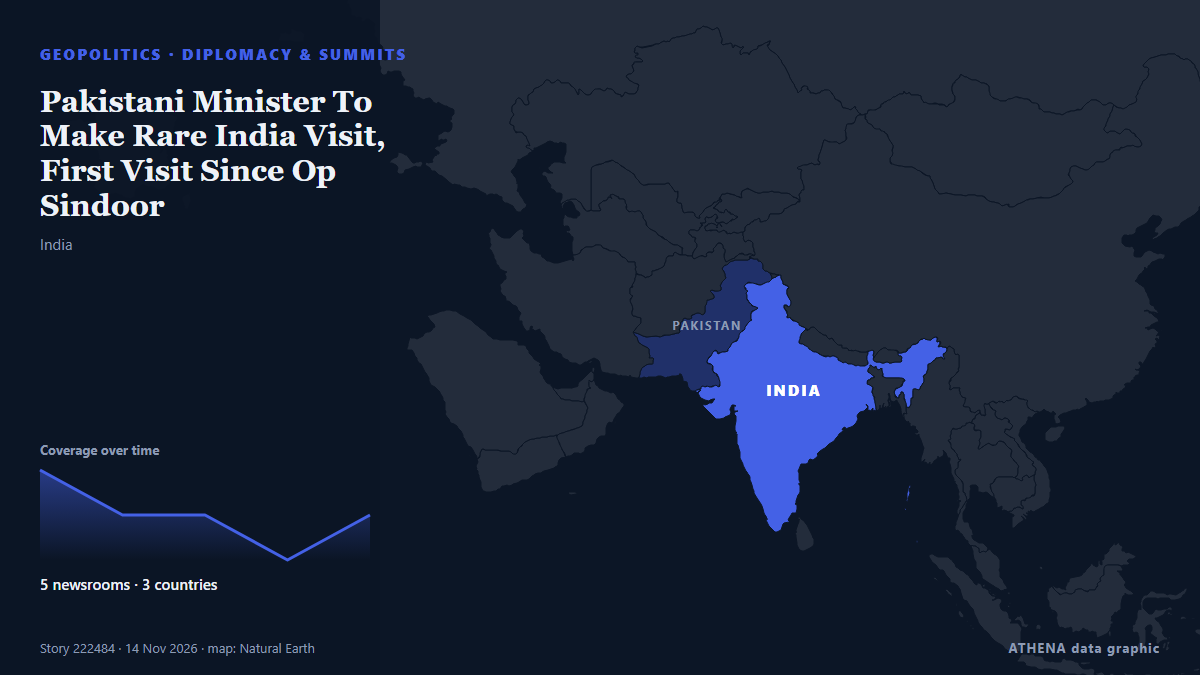 GEOPOLITICS · DIPLOMACY & SUMMITS
Pakistani Minister To
Make Rare India Visit,
First Visit Since Op
Sindoor
India
PAKISTAN
INDIA
Coverage over time
5 newsrooms · 3 countries
Story 222484 · 14 Nov 2026 · map: Natural Earth
ATHENA data graphic